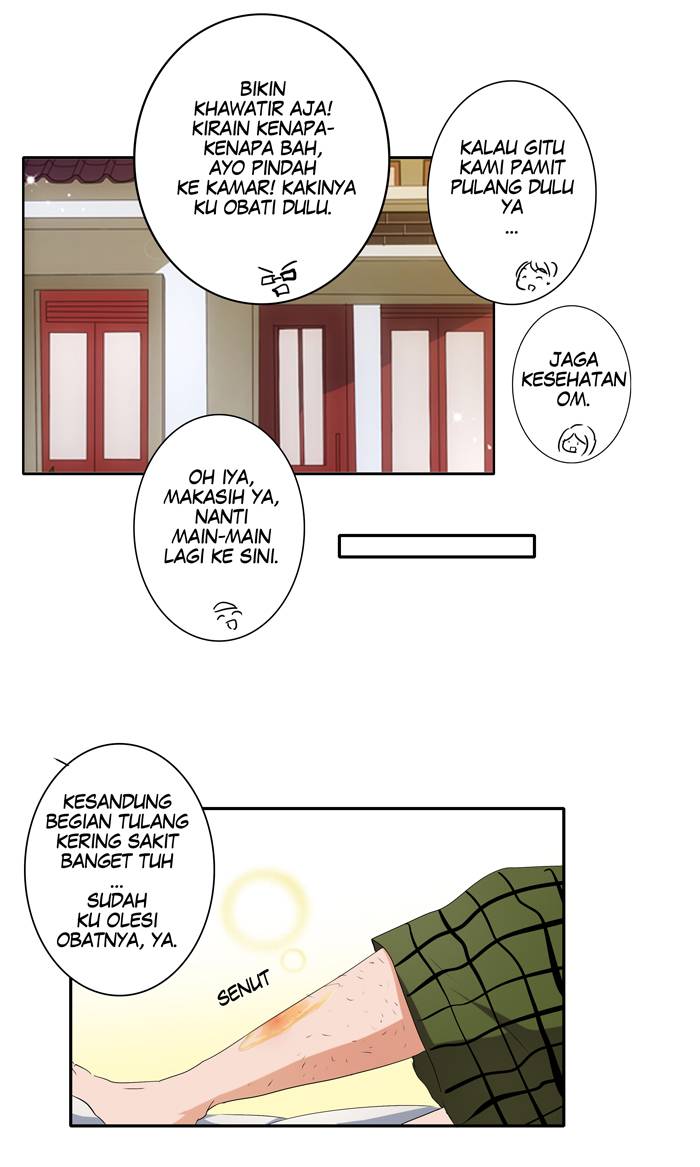 BIKIN
KHAWATIR AJA!
KIRAIN KENAPA-
KENAPA BAH,
AYO PINDAH
KE KAMAR! KAKINYA
KU OBATI DULU.
KALAU GITU
KAMI PAMIT
PULANG DULU
YA
...
JAGA
KESEHATAN
OM.
OH IYA,
MAKASIH YA,
NANTI
MAIN-MAIN
LAGI KE SINI.
KESANDUNG
BEGIAN TULANG
KERING SAKIT
BANGET TUH
...
SUDAH
KU OLESI
OBATNYA, YA.
SENUT